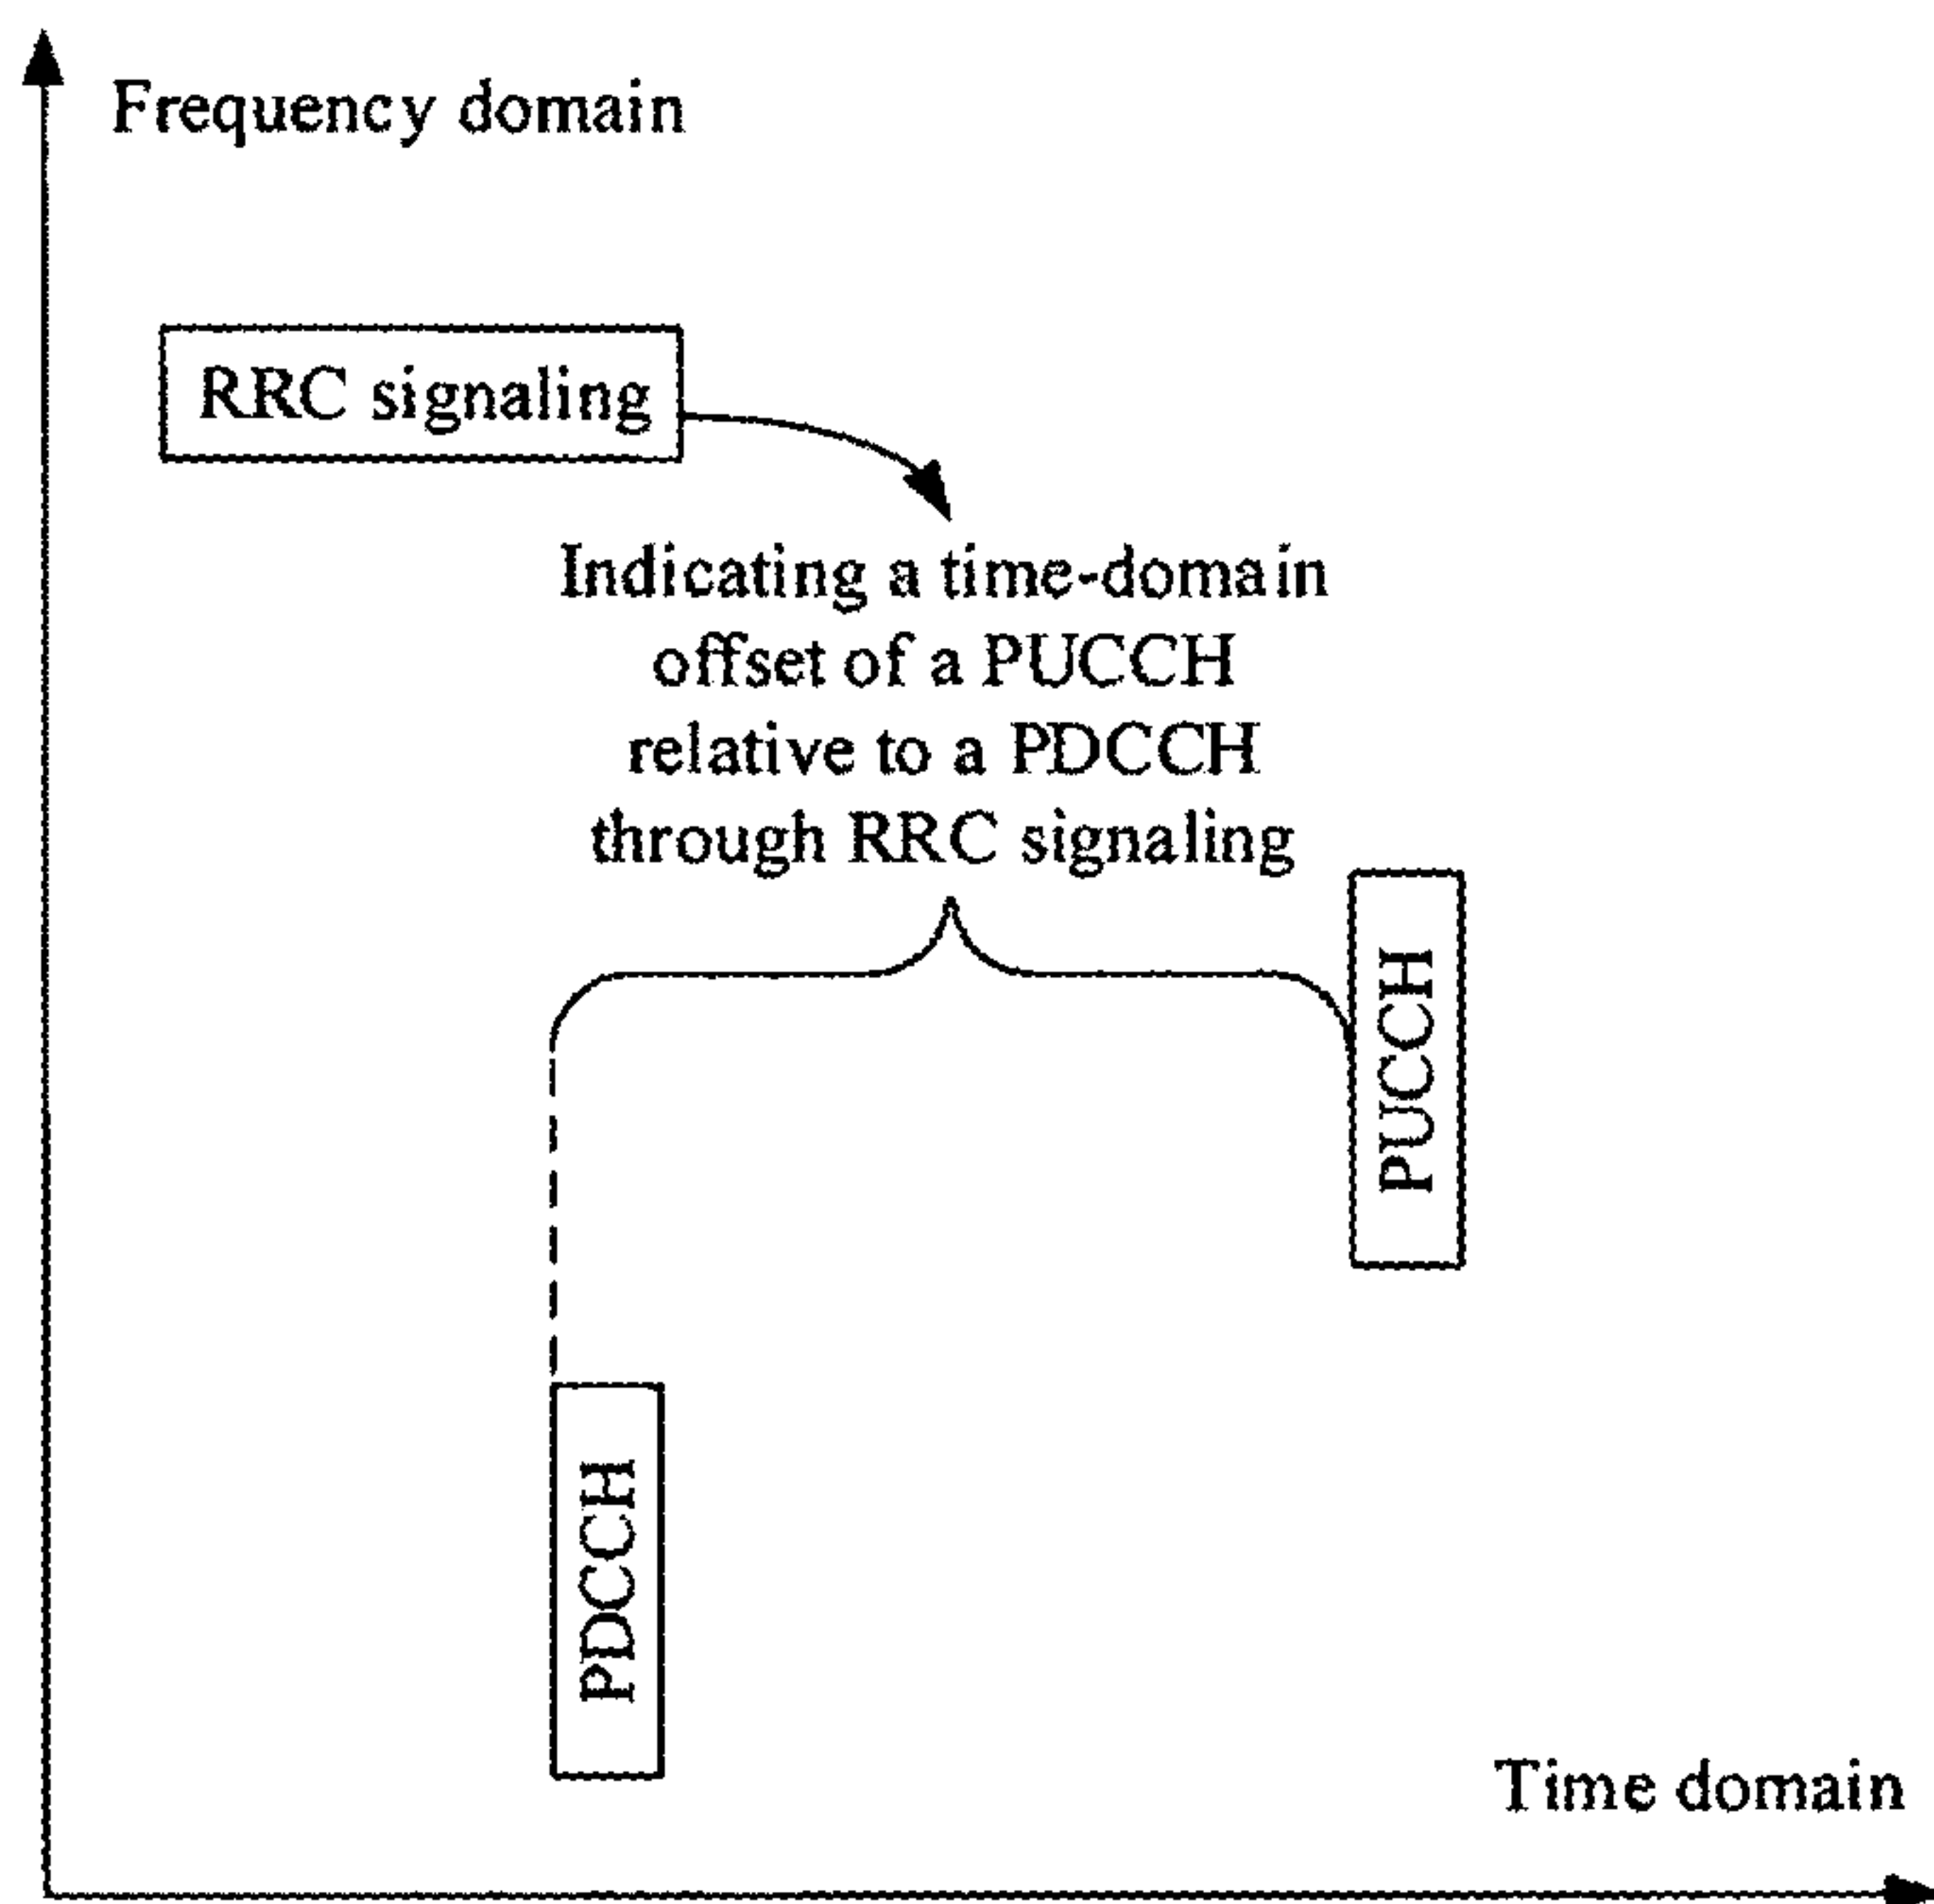 Frequency domain
RRC signaling
Indicating a time-domain
offset of a PUCCH
relative to a PDCCH
through RRC signaling
PUCCH
PDCCH
Time domain